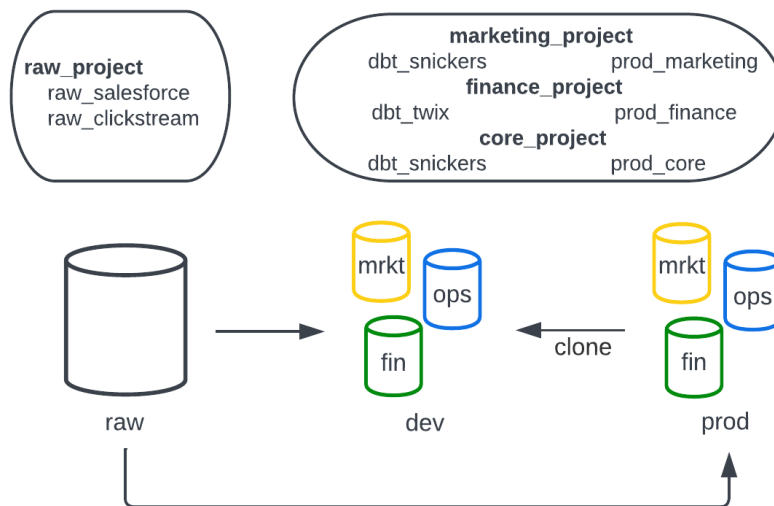 raw_project
raw_salesforce
raw_clickstream
marketing_project
dbt_snickers prod_marketing
finance_project
dbt_twix prod_finance
core_project
dbt_snickers prod_core
mrkt
ops
fin
clone
mrkt
ops
fin
raw
dev
prod